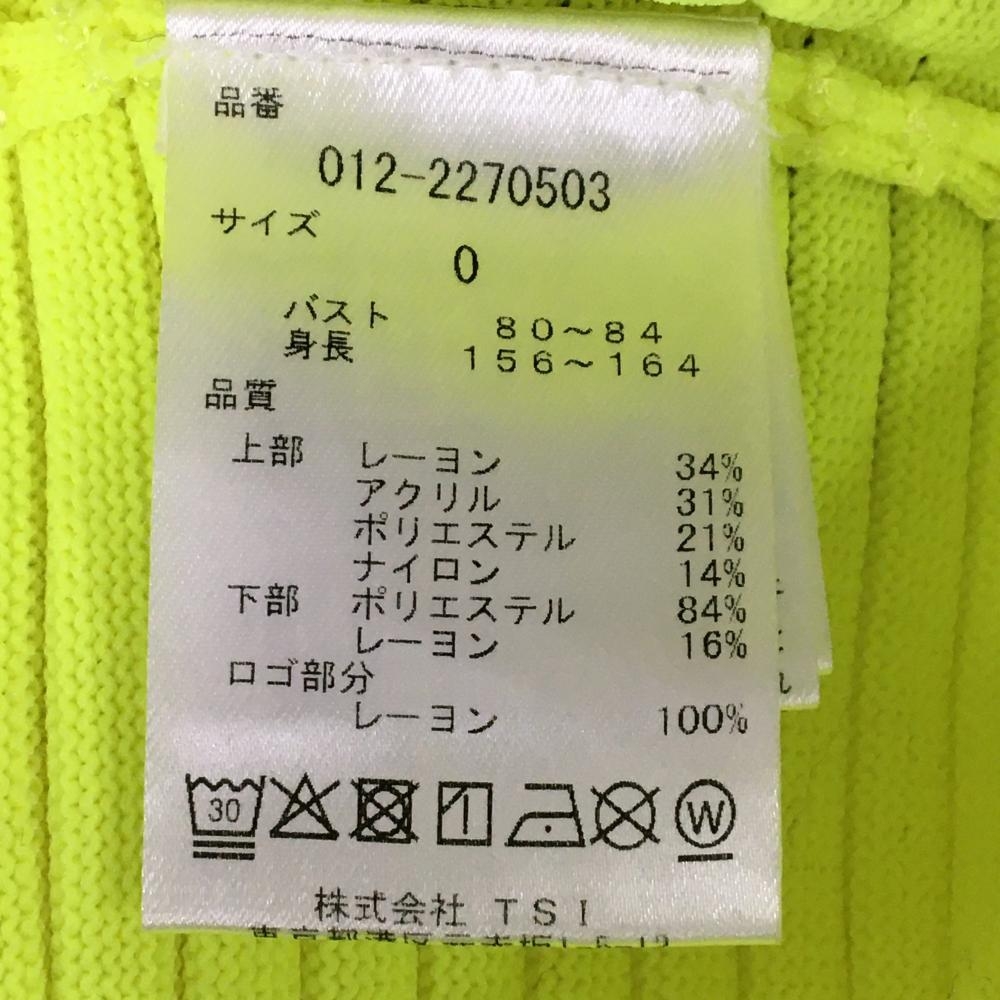 品番
012-2270503
サイズ
0
バスト 80～84
身長 156～164
品質
上部 レーヨン 34%
アクリル 31%
ポリエステル 21%
ナイロン 14%
下部 ポリエステル 84%
レーヨン 16%
ロゴ部分
レーヨン 100%
30 W
株式会社 TSI